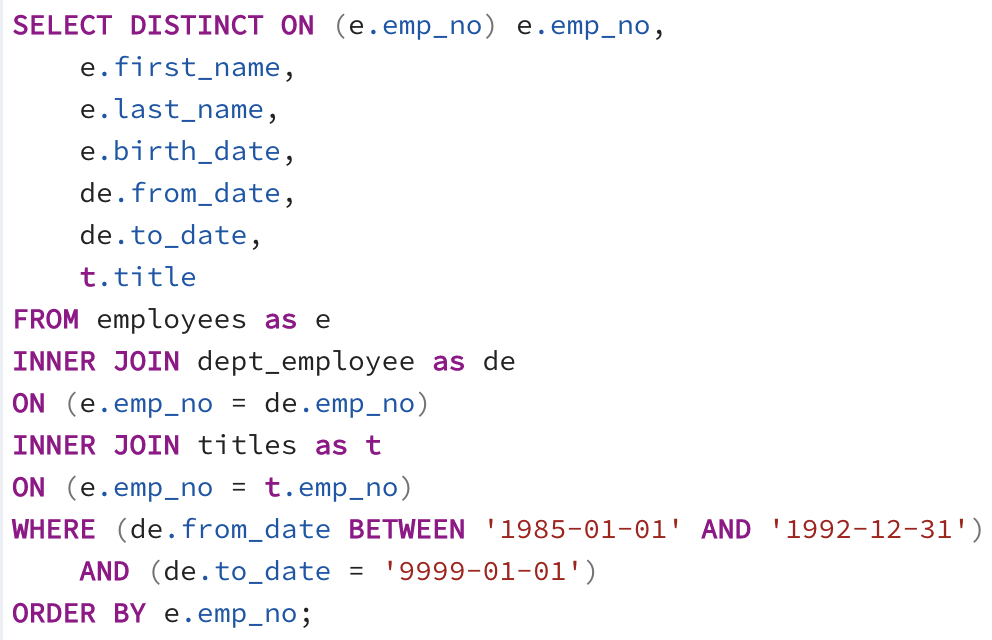 SELECT DISTINCT ON (e.emp_no) e.emp_no,
    e.first_name,
    e.last_name,
    e.birth_date,
    de.from_date,
    de.to_date,
    t.title
FROM employees as e
INNER JOIN dept_employee as de
ON (e.emp_no = de.emp_no)
INNER JOIN titles as t
ON (e.emp_no = t.emp_no)
WHERE (de.from_date BETWEEN '1985-01-01' AND '1992-12-31')
    AND (de.to_date = '9999-01-01')
ORDER BY e.emp_no;